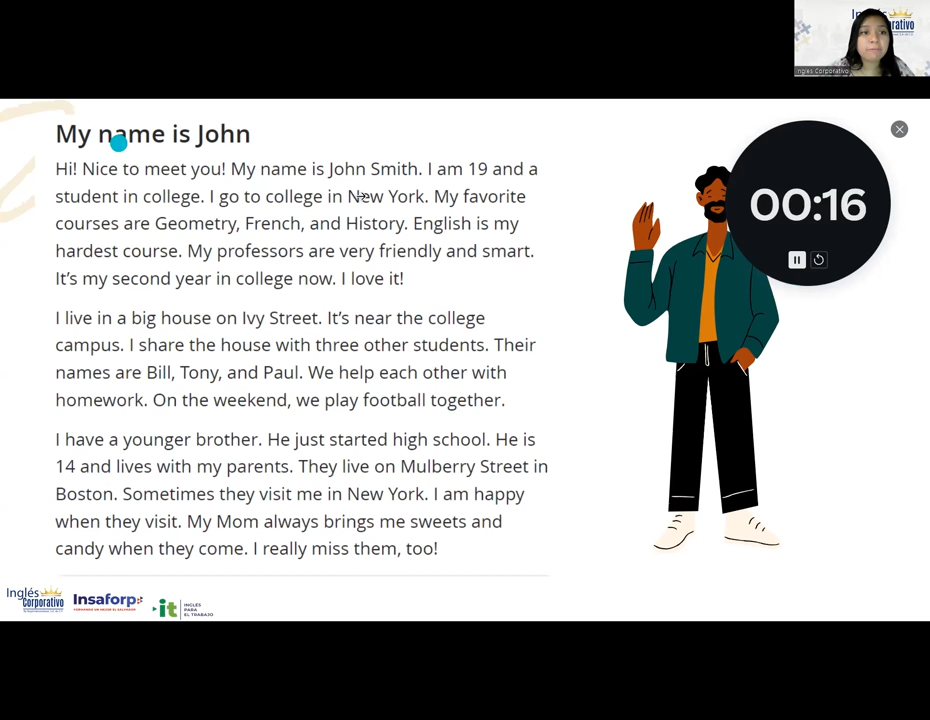 Inglés Corporativo
My name is John
Hi! Nice to meet you! My name is John Smith. I am 19 and a
student in college. I go to college in New York. My favorite
courses are Geometry, French, and History. English is my
hardest course. My professors are very friendly and smart.
It's my second year in college now. I love it!
I live in a big house on Ivy Street. It's near the college
campus. I share the house with three other students. Their
names are Bill, Tony, and Paul. We help each other with
homework. On the weekend, we play football together.
I have a younger brother. He just started high school. He is
14 and lives with my parents. They live on Mulberry Street in
Boston. Sometimes they visit me in New York. I am happy
when they visit. My Mom always brings me sweets and
candy when they come. I really miss them, too!
00:16
Inglés
Corporativo
Insaforp
it
INGLÉS
PARA
EL TRABAJO